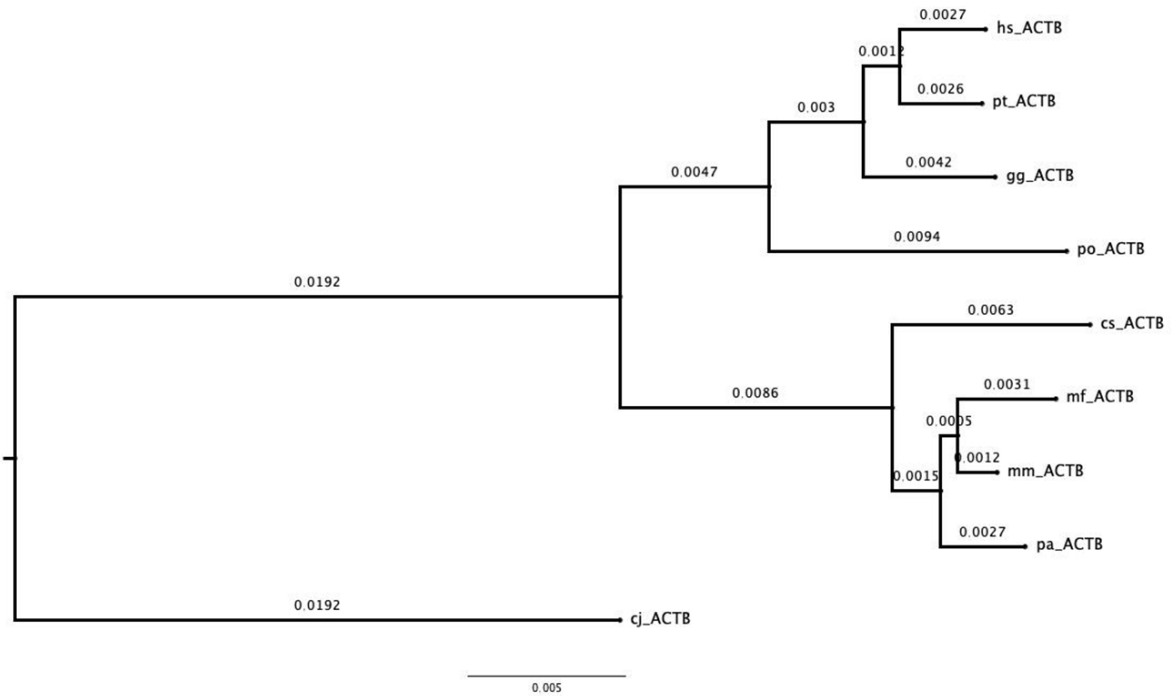 0.0027
hs_ACTB
0.0012
0.0026
pt_ACTB
0.003
0.0042
gg_ACTB
0.0047
0.0094
po_ACTB
0.0192
0.0063
cs_ACTB
0.0086
0.0031
mf_ACTB
0.0005
0.0012
mm_ACTB
0.0015
0.0027
pa_ACTB
0.0192
cj_ACTB
0.005